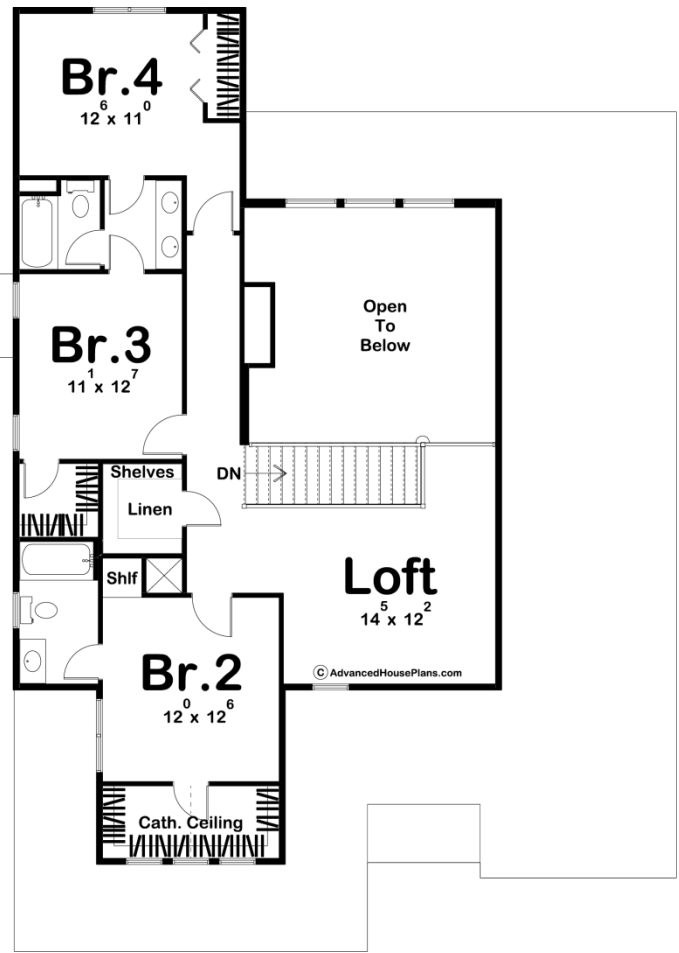 Br.4
12⁶ x 11⁰
Open
To
Below
Br.3
11¹ x 12⁷
Shelves
Linen
DN
Shlf
Loft
14⁵ x 12²
© AdvancedHousePlans.com
Br.2
12⁰ x 12⁶
Cath. Ceiling